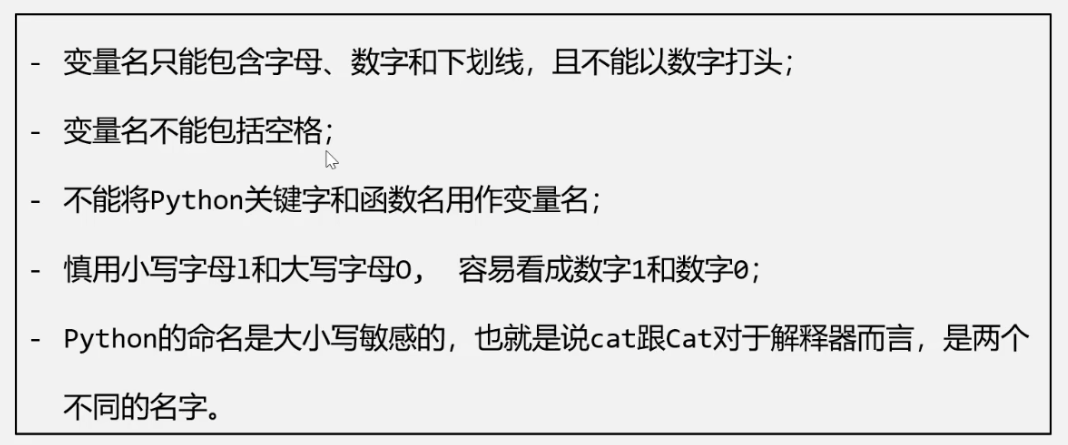 - 变量名只能包含字母、数字和下划线，且不能以数字打头；
- 变量名不能包括空格；
- 不能将Python关键字和函数名用作变量名；
- 慎用小写字母l和大写字母O， 容易看成数字1和数字0；
- Python的命名是大小写敏感的，也就是说cat跟Cat对于解释器而言，是两个
不同的名字。